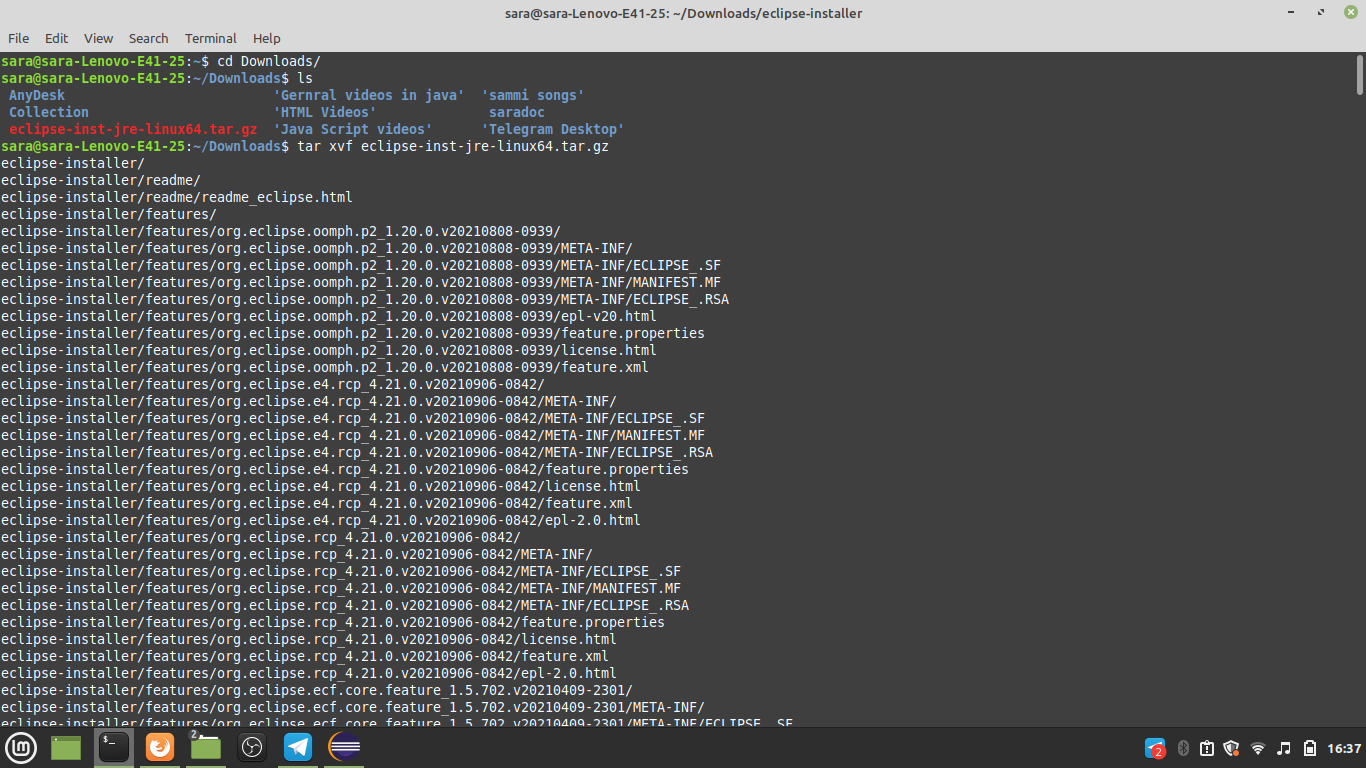 sara@sara-Lenovo-E41-25: ~/Downloads/eclipse-installer
File Edit View Search Terminal Help
sara@sara-Lenovo-E41-25:~$ cd Downloads/
sara@sara-Lenovo-E41-25:~/Downloads$ ls
AnyDesk 'Gernral videos in java' 'sammi songs'
Collection 'HTML Videos' saradoc
eclipse-inst-jre-linux64.tar.gz 'Java Script videos' 'Telegram Desktop'
sara@sara-Lenovo-E41-25:~/Downloads$ tar xvf eclipse-inst-jre-linux64.tar.gz
eclipse-installer/
eclipse-installer/readme/
eclipse-installer/readme/readme_eclipse.html
eclipse-installer/features/
eclipse-installer/features/org.eclipse.oomph.p2_1.20.0.v20210808-0939/
eclipse-installer/features/org.eclipse.oomph.p2_1.20.0.v20210808-0939/META-INF/
eclipse-installer/features/org.eclipse.oomph.p2_1.20.0.v20210808-0939/META-INF/ECLIPSE_.SF
eclipse-installer/features/org.eclipse.oomph.p2_1.20.0.v20210808-0939/META-INF/MANIFEST.MF
eclipse-installer/features/org.eclipse.oomph.p2_1.20.0.v20210808-0939/META-INF/ECLIPSE_.RSA
eclipse-installer/features/org.eclipse.oomph.p2_1.20.0.v20210808-0939/epl-v20.html
eclipse-installer/features/org.eclipse.oomph.p2_1.20.0.v20210808-0939/feature.properties
eclipse-installer/features/org.eclipse.oomph.p2_1.20.0.v20210808-0939/license.html
eclipse-installer/features/org.eclipse.oomph.p2_1.20.0.v20210808-0939/feature.xml
eclipse-installer/features/org.eclipse.e4.rcp_4.21.0.v20210906-0842/
eclipse-installer/features/org.eclipse.e4.rcp_4.21.0.v20210906-0842/META-INF/
eclipse-installer/features/org.eclipse.e4.rcp_4.21.0.v20210906-0842/META-INF/ECLIPSE_.SF
eclipse-installer/features/org.eclipse.e4.rcp_4.21.0.v20210906-0842/META-INF/MANIFEST.MF
eclipse-installer/features/org.eclipse.e4.rcp_4.21.0.v20210906-0842/META-INF/ECLIPSE_.RSA
eclipse-installer/features/org.eclipse.e4.rcp_4.21.0.v20210906-0842/feature.properties
eclipse-installer/features/org.eclipse.e4.rcp_4.21.0.v20210906-0842/license.html
eclipse-installer/features/org.eclipse.e4.rcp_4.21.0.v20210906-0842/feature.xml
eclipse-installer/features/org.eclipse.e4.rcp_4.21.0.v20210906-0842/epl-2.0.html
eclipse-installer/features/org.eclipse.rcp_4.21.0.v20210906-0842/
eclipse-installer/features/org.eclipse.rcp_4.21.0.v20210906-0842/META-INF/
eclipse-installer/features/org.eclipse.rcp_4.21.0.v20210906-0842/META-INF/ECLIPSE_.SF
eclipse-installer/features/org.eclipse.rcp_4.21.0.v20210906-0842/META-INF/MANIFEST.MF
eclipse-installer/features/org.eclipse.rcp_4.21.0.v20210906-0842/META-INF/ECLIPSE_.RSA
eclipse-installer/features/org.eclipse.rcp_4.21.0.v20210906-0842/feature.properties
eclipse-installer/features/org.eclipse.rcp_4.21.0.v20210906-0842/license.html
eclipse-installer/features/org.eclipse.rcp_4.21.0.v20210906-0842/feature.xml
eclipse-installer/features/org.eclipse.rcp_4.21.0.v20210906-0842/epl-2.0.html
eclipse-installer/features/org.eclipse.ecf.core.feature_1.5.702.v20210409-2301/
eclipse-installer/features/org.eclipse.ecf.core.feature_1.5.702.v20210409-2301/META-INF/
eclipse-installer/features/org.eclipse.ecf.core.feature_1.5.702.v20210409-2301/META-INF/ECLIPSE_.SF
$_ 2 2 16:37